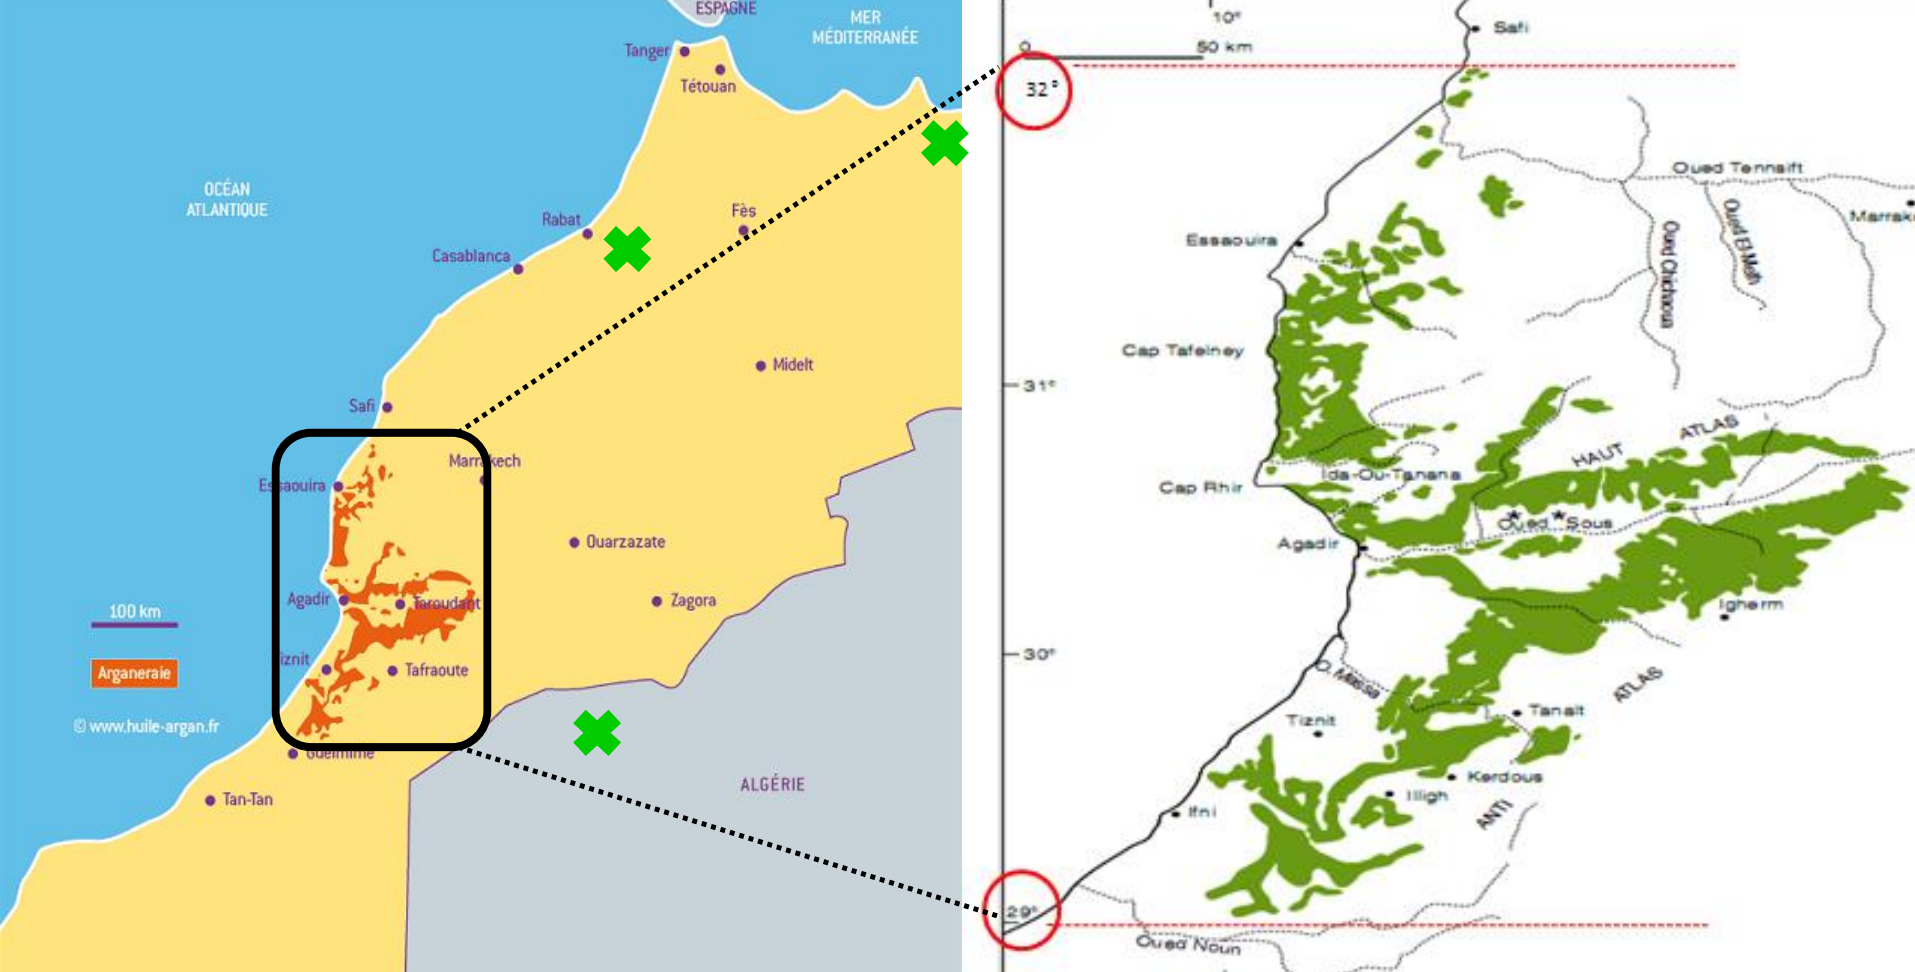 ESPAGNE
MER
MÉDITERRANÉE
Tanger
Tétouan
OCÉAN
ATLANTIQUE
Rabat
Fès
Casablanca
Midelt
Safi
Marrakech
Essaouira
Ouarzazate
Agadir
Taroudant
Zagora
100 km
iznit
Tafraoute
Arganeraie
© www.huile-argan.fr
Guelmime
ALGÉRIE
Tan-Tan
10°
Safi
0
50 km
32°
Oued Tennsift
Marrak
Oued El Melh
Oued Chichaoua
Essaouira
Cap Tafelney
31°
ATLAS
HAUT
Ida-Ou-Tanana
Cap Rhir
Oued Sous
Agadir
Igherm
30°
O. Massa
ATLAS
Tiznit
Tanalt
Kerdous
Illigh
ANTI
Ifni
29°
Oued Noun